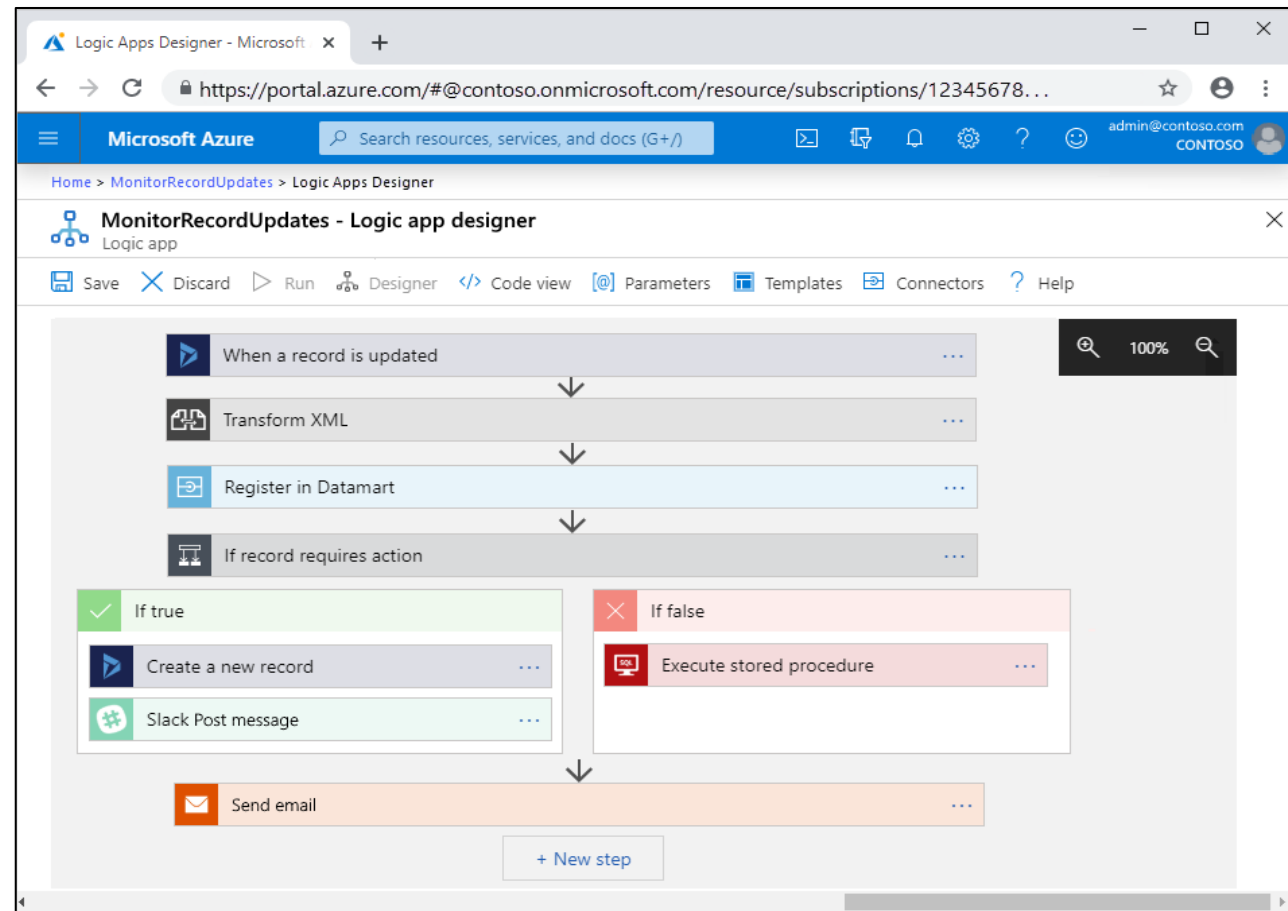 Logic Apps Designer - Microsoft
https://portal.azure.com/#@contoso.onmicrosoft.com/resource/subscriptions/12345678...
Microsoft Azure
Search resources, services, and docs (G+/)
admin@contoso.com
CONTOSO
Home > MonitorRecordUpdates > Logic Apps Designer
MonitorRecordUpdates - Logic app designer
Logic app
Save Discard Run Designer </> Code view [@] Parameters Templates Connectors ? Help
When a record is updated ...
100%
Transform XML ...
Register in Datamart ...
If record requires action ...
If true
If false
Create a new record ...
SQL Execute stored procedure ...
Slack Post message ...
Send email ...
+ New step